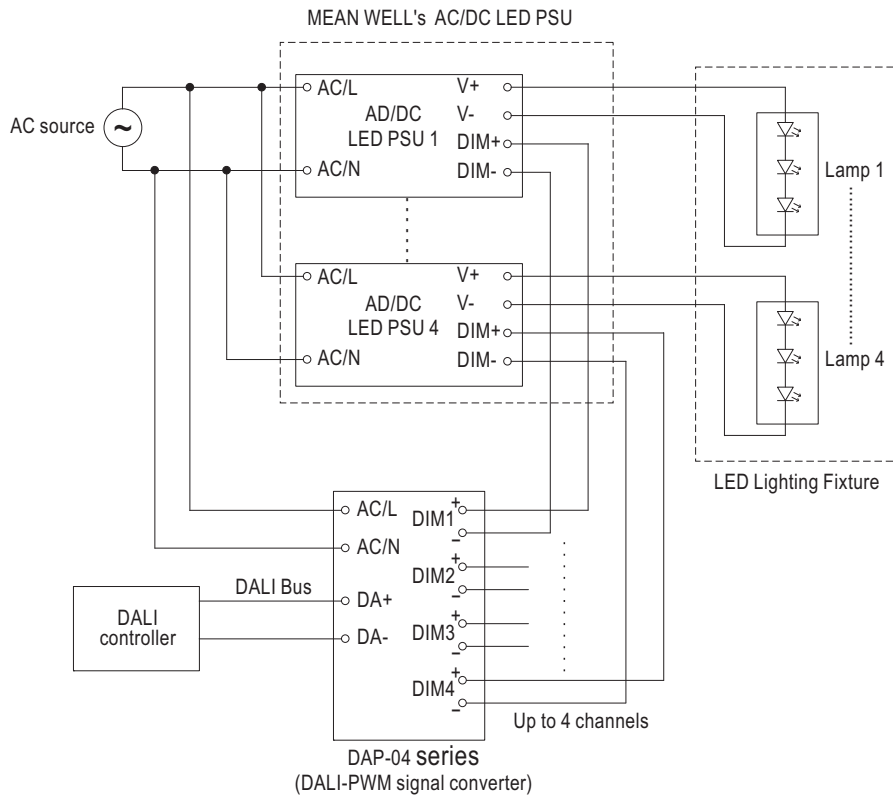 MEAN WELL's AC/DC LED PSU
AC source
~
AC/L
AD/DC
LED PSU 1
AC/N
V+
V-
DIM+
DIM-
Lamp 1
AC/L
AD/DC
LED PSU 4
AC/N
V+
V-
DIM+
DIM-
Lamp 4
LED Lighting Fixture
AC/L
AC/N
DA+
DA-
+
DIM1
–
+
DIM2
–
+
DIM3
–
+
DIM4
–
DALI Bus
DALI
controller
Up to 4 channels
DAP-04 series
(DALI-PWM signal converter)